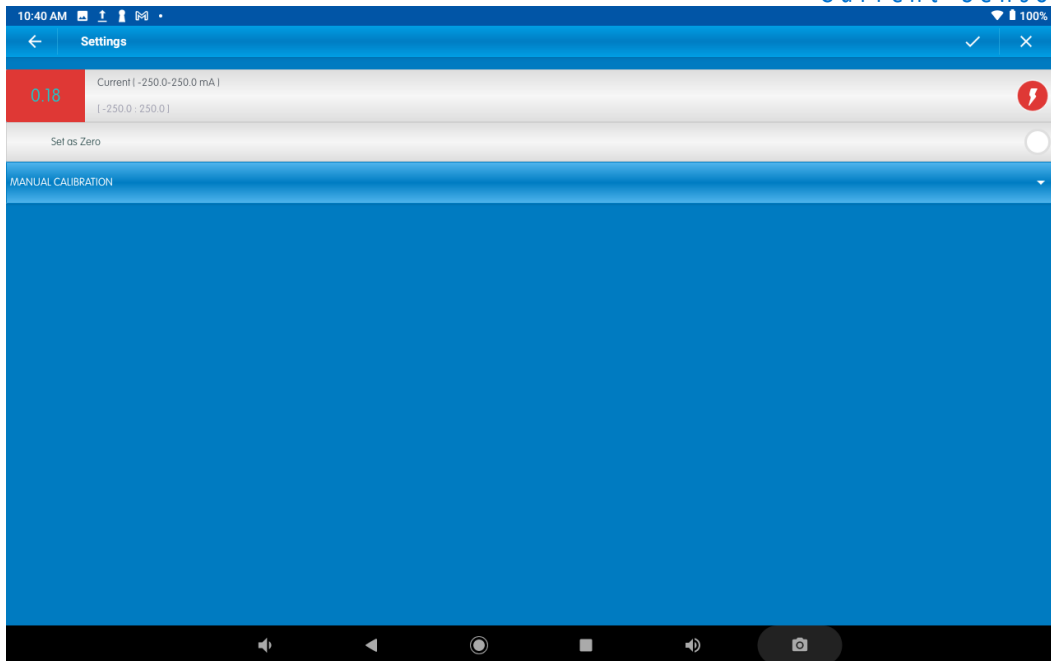 10:40 AM
100%
Settings
0.18
Current ( -250.0-250.0 mA )
( -250.0 : 250.0 )
Set as Zero
MANUAL CALIBRATION